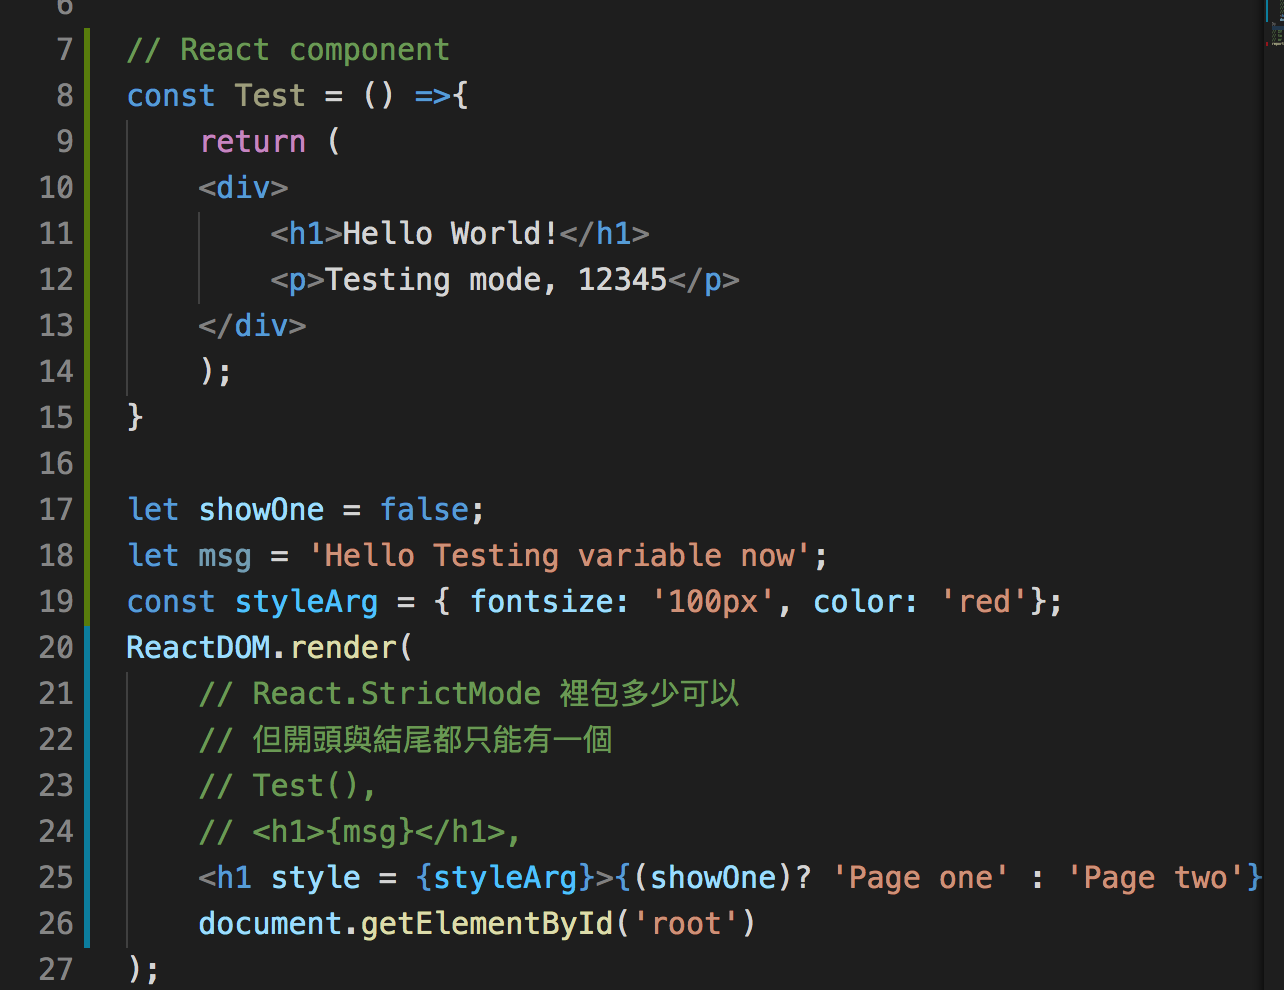 6
7 // React component
8 const Test = () =>{
9 return (
10 <div>
11 <h1>Hello World!</h1>
12 <p>Testing mode, 12345</p>
13 </div>
14 );
15 }
16
17 let showOne = false;
18 let msg = 'Hello Testing variable now';
19 const styleArg = { fontsize: '100px', color: 'red'};
20 ReactDOM.render(
21 // React.StrictMode 裡包多少可以
22 // 但開頭與結尾都只能有一個
23 // Test(),
24 // <h1>{msg}</h1>,
25 <h1 style = {styleArg}>{(showOne)? 'Page one' : 'Page two'}
26 document.getElementById('root')
27 );